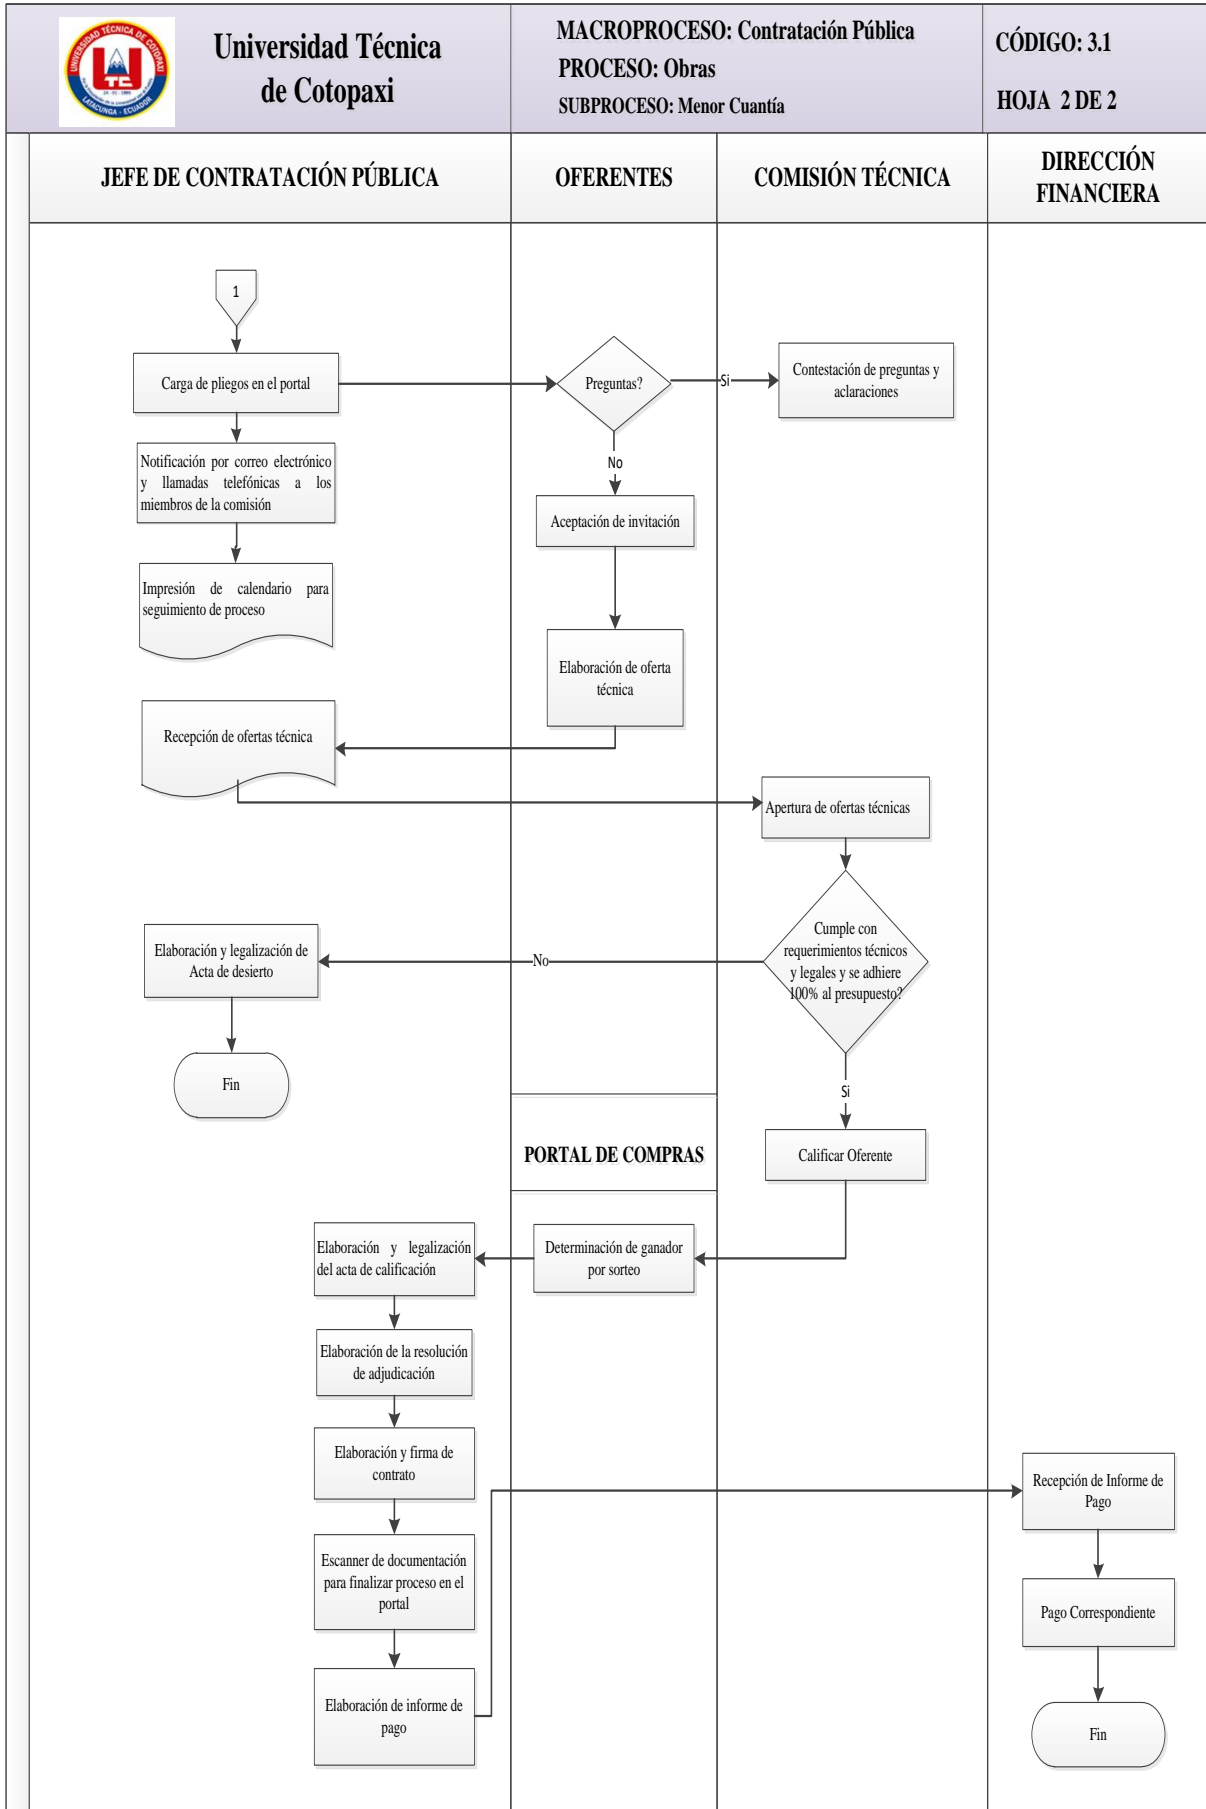 UNIVERSIDAD TÉCNICA DE COTOPAXI
UTC
LATACUNGA - ECUADOR
Universidad Técnica
de Cotopaxi
MACROPROCESO: Contratación Pública
PROCESO: Obras
SUBPROCESO: Menor Cuantía
CÓDIGO: 3.1
HOJA 2 DE 2
JEFE DE CONTRATACIÓN PÚBLICA
OFERENTES
COMISIÓN TÉCNICA
DIRECCIÓN
FINANCIERA
1
Carga de pliegos en el portal
Preguntas?
Si
Contestación de preguntas y
aclaraciones
Notificación por correo electrónico
y llamadas telefónicas a los
miembros de la comisión
No
Aceptación de invitación
Impresión de calendario para
seguimiento de proceso
Elaboración de oferta
técnica
Recepción de ofertas técnica
Apertura de ofertas técnicas
Cumple con
requerimientos técnicos
y legales y se adhiere
100% al presupuesto?
No
Elaboración y legalización de
Acta de desierto
Fin
Si
Calificar Oferente
PORTAL DE COMPRAS
Determinación de ganador
por sorteo
Elaboración y legalización
del acta de calificación
Elaboración de la resolución
de adjudicación
Elaboración y firma de
contrato
Escanner de documentación
para finalizar proceso en el
portal
Elaboración de informe de
pago
Recepción de Informe de
Pago
Pago Correspondiente
Fin